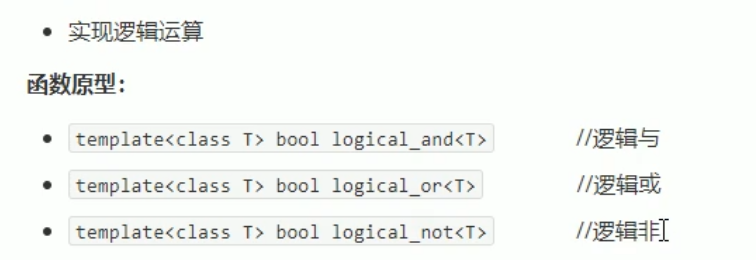 实现逻辑运算
函数原型：
template<class T> bool logical_and<T> //逻辑与
template<class T> bool logical_or<T> //逻辑或
template<class T> bool logical_not<T> //逻辑非